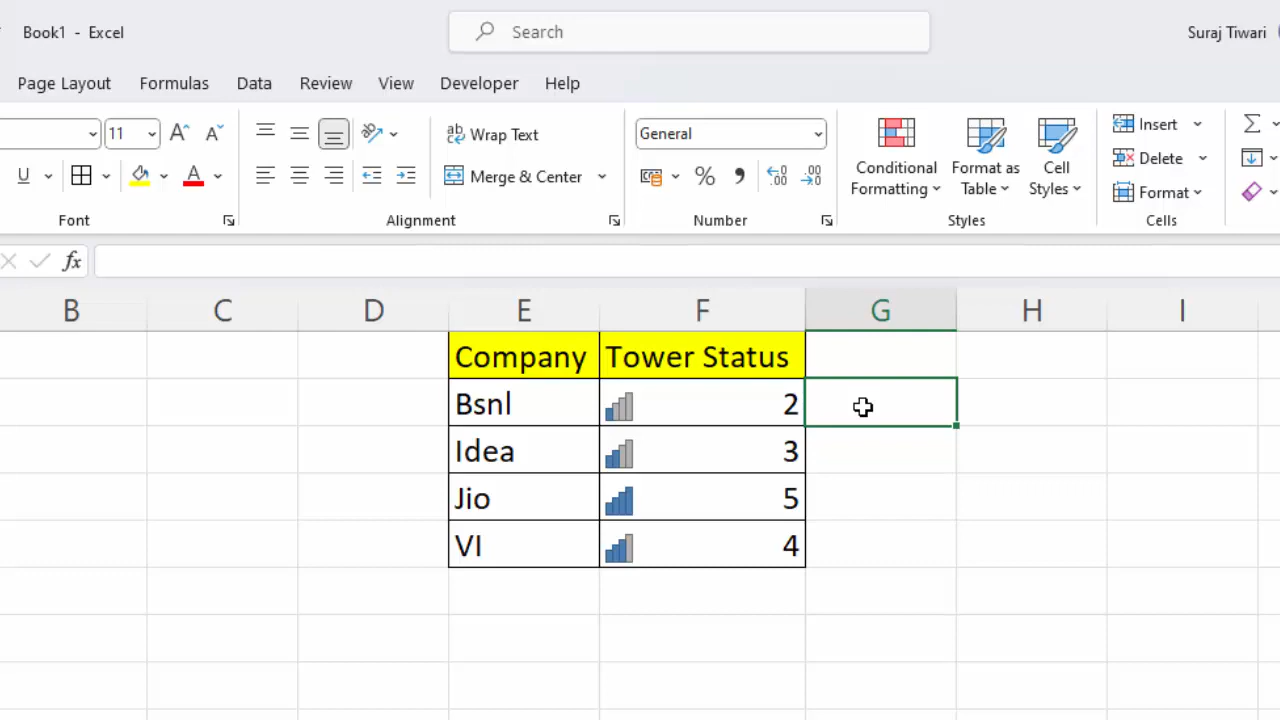 Book1 - Excel
Search
Suraj Tiwari
Page Layout Formulas Data Review View Developer Help
11 A A Wrap Text General Insert
U A Merge & Center % Conditional Formatting Format as Table Cell Styles Delete
Format
Font Alignment Number Styles Cells
fx
B C D E F G H I
Company Tower Status
Bsnl 2
Idea 3
Jio 5
VI 4